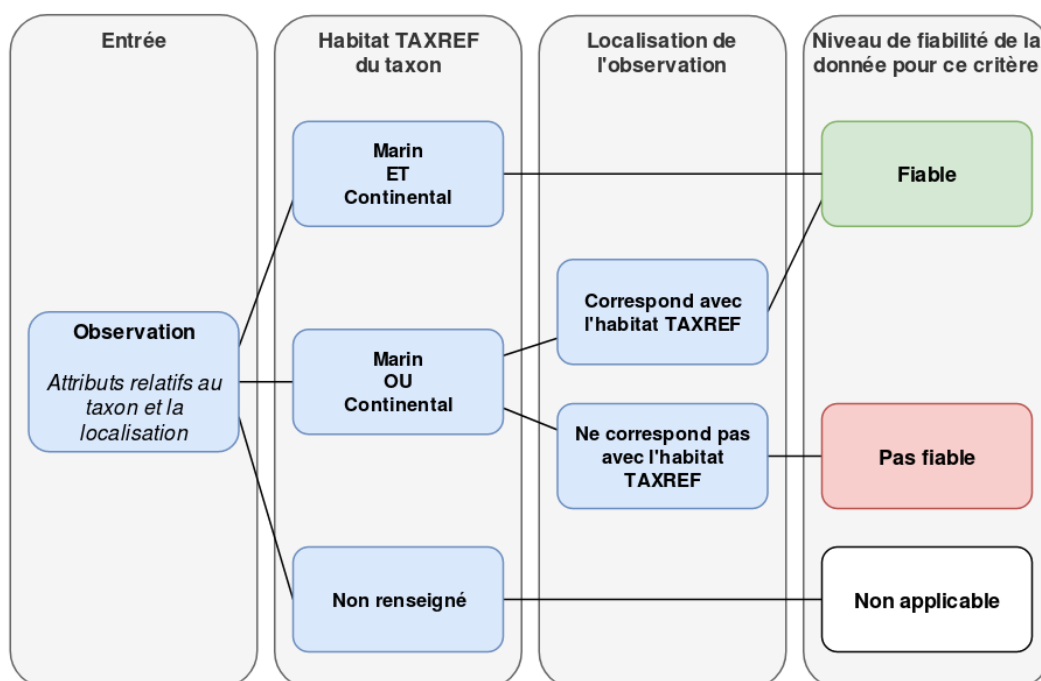 Entrée
Habitat TAXREF
du taxon
Localisation de
l'observation
Niveau de fiabilité de la
donnée pour ce critère
Marin
ET
Continental
Fiable
Correspond avec
l'habitat TAXREF
Observation
Attributs relatifs au
taxon et la
localisation
Marin
OU
Continental
Ne correspond pas
avec l'habitat
TAXREF
Pas fiable
Non renseigné
Non applicable